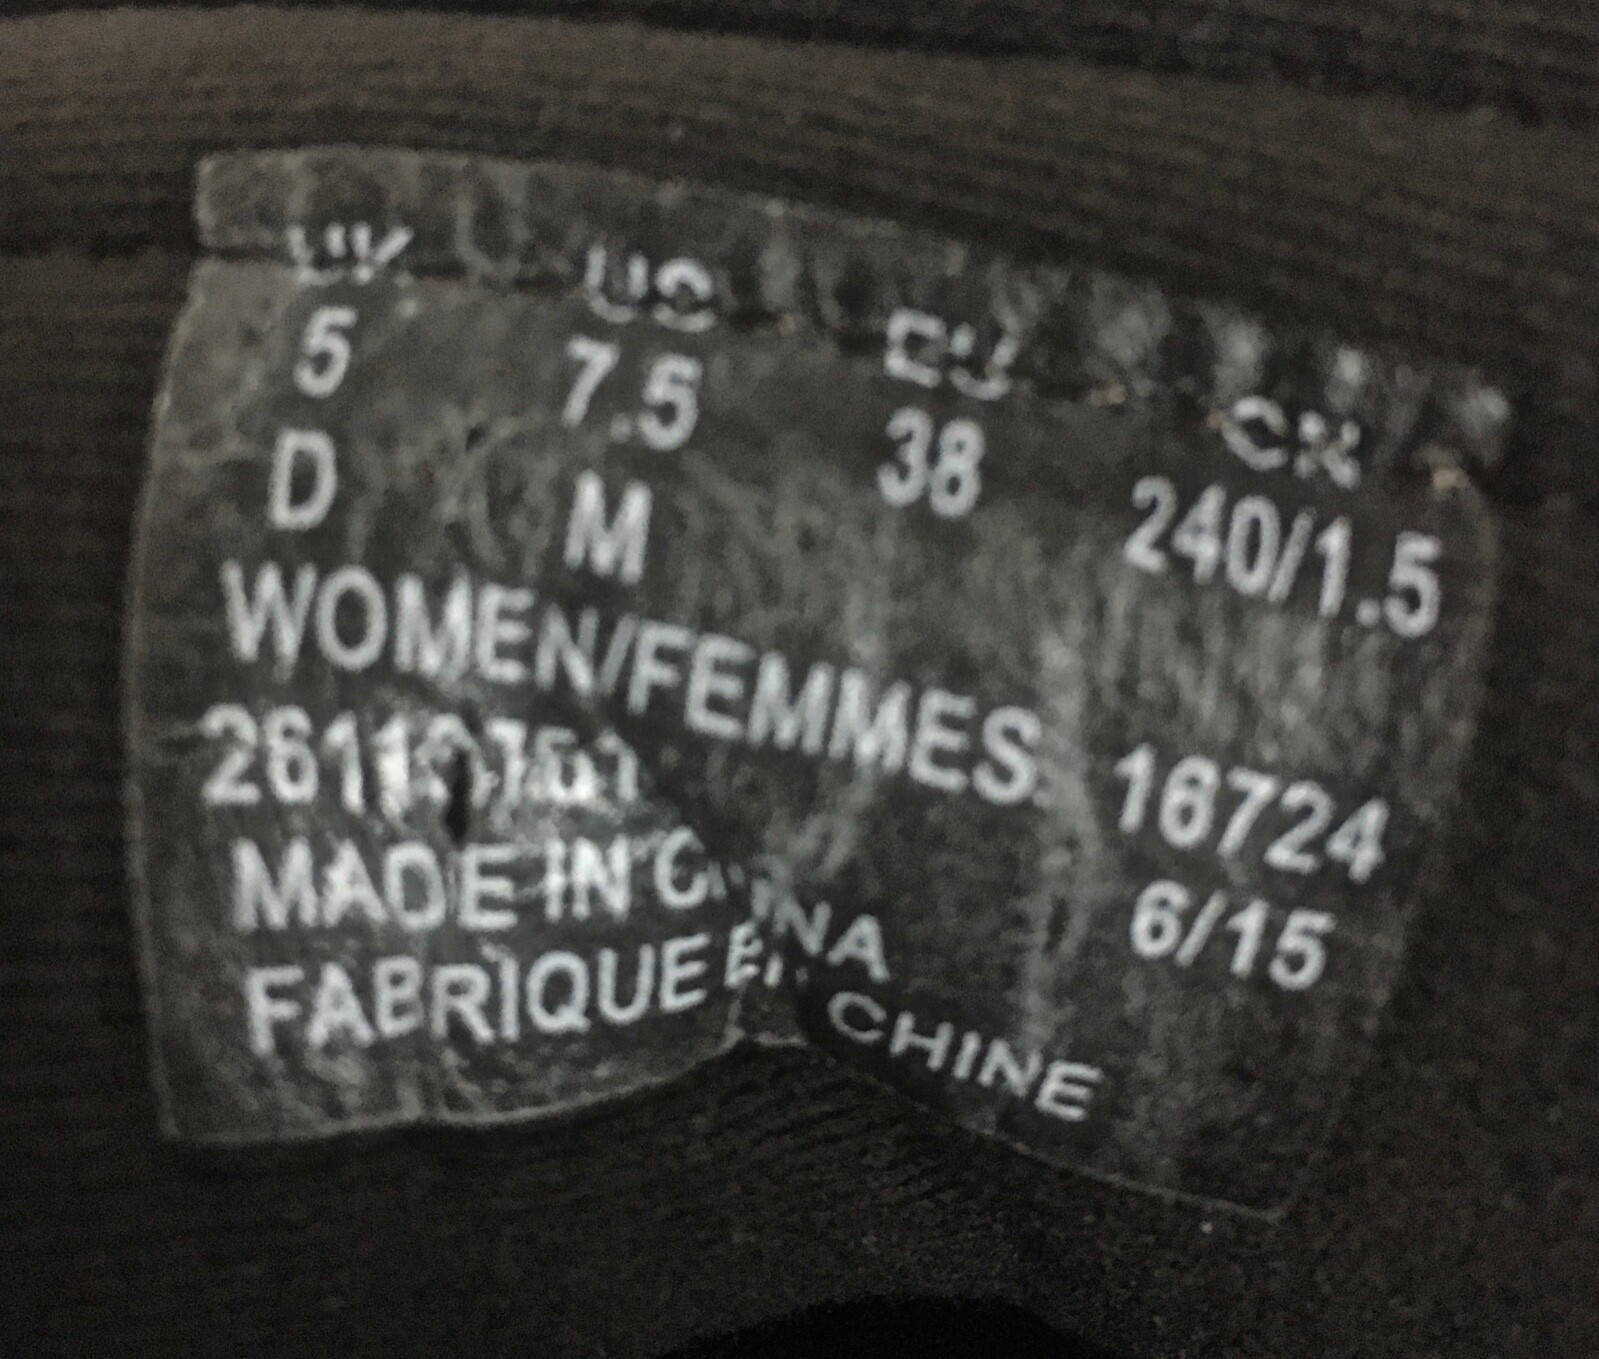 UK US EU CN
5 7.5 38 240/1.5
D M
WOMEN/FEMMES 16724
6/15
MADE IN CHINA
FABRIQUE EN CHINE